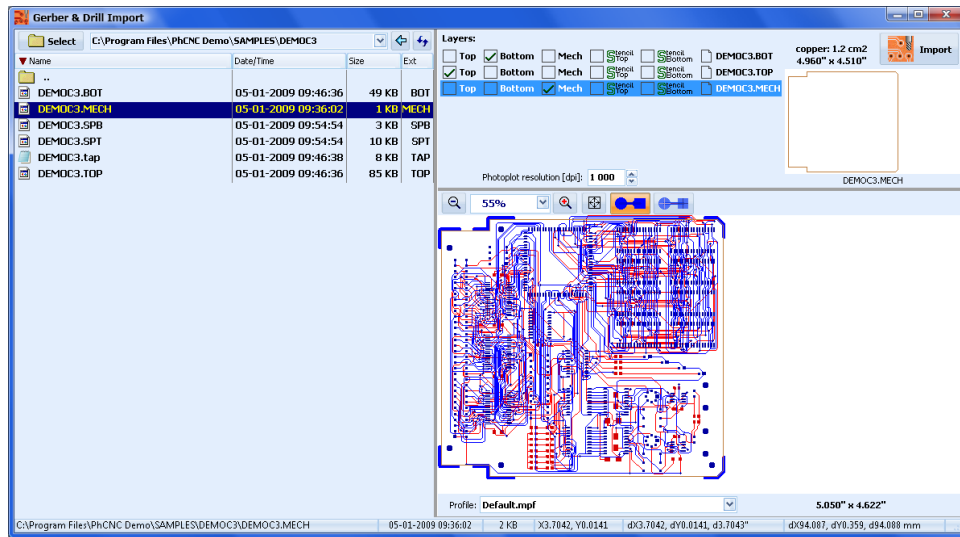 Gerber & Drill Import
Select C:\Program Files\PhCNC Demo\SAMPLES\DEMOC3
Name Date/Time Size Ext
..
DEMOC3.BOT 05-01-2009 09:46:36 49 KB BOT
DEMOC3.MECH 05-01-2009 09:36:02 1 KB MECH
DEMOC3.SPB 05-01-2009 09:54:54 3 KB SPB
DEMOC3.SPT 05-01-2009 09:54:54 10 KB SPT
DEMOC3.tap 05-01-2009 09:46:38 8 KB TAP
DEMOC3.TOP 05-01-2009 09:46:36 85 KB TOP
Layers:
Top Bottom Mech Stencil Top Stencil Bottom DEMOC3.BOT
Top Bottom Mech Stencil Top Stencil Bottom DEMOC3.TOP
Top Bottom Mech Stencil Top Stencil Bottom DEMOC3.MECH
copper: 1.2 cm2
4.960" x 4.510"
Import
Photoplot resolution [dpi]: 1 000
DEMOC3.MECH
55%
Profile: Default.mpf 5.050" x 4.622"
C:\Program Files\PhCNC Demo\SAMPLES\DEMOC3\DEMOC3.MECH 05-01-2009 09:36:02 2 KB X3.7042, Y0.0141 dX3.7042, dY0.0141, d3.7043" dX94.087, dY0.359, d94.088 mm